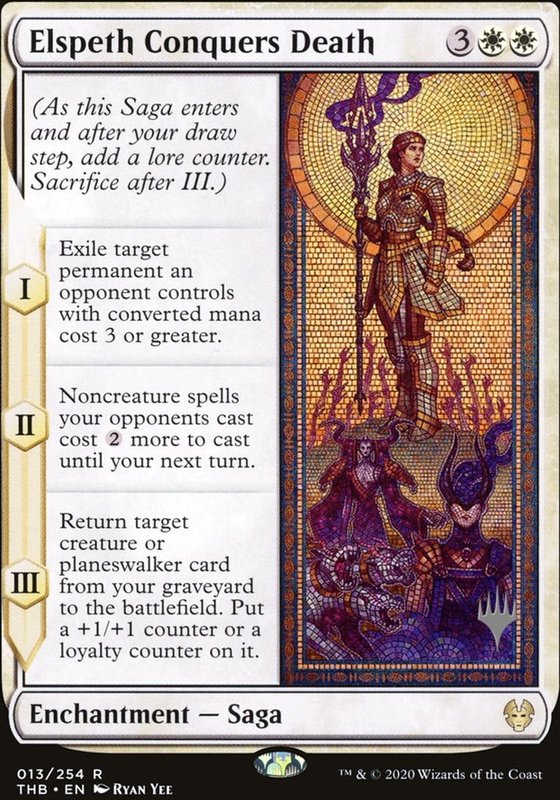 Elspeth Conquers Death 3
(As this Saga enters
and after your draw
step, add a lore counter.
Sacrifice after III.)
I
Exile target
permanent an
opponent controls
with converted mana
cost 3 or greater.
II
Noncreature spells
your opponents cast
cost 2 more to cast
until your next turn.
III
Return target
creature or
planeswalker card
from your graveyard
to the battlefield. Put
a +1/+1 counter or a
loyalty counter on it.
Enchantment — Saga
013/254 R
THB • EN Ryan Yee
™ & © 2020 Wizards of the Coast